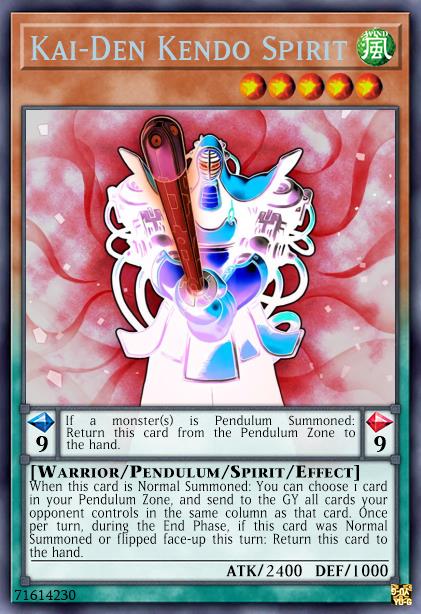 Kai-Den Kendo Spirit
WIND
風
If a monster(s) is Pendulum Summoned:
Return this card from the Pendulum Zone to
the hand.
9
9
[Warrior/Pendulum/Spirit/Effect]
When this card is Normal Summoned: You can choose 1 card
in your Pendulum Zone, and send to the GY all cards your
opponent controls in the same column as that card. Once
per turn, during the End Phase, if this card was Normal
Summoned or flipped face-up this turn: Return this card to
the hand.
ATK/2400 DEF/1000
71614230